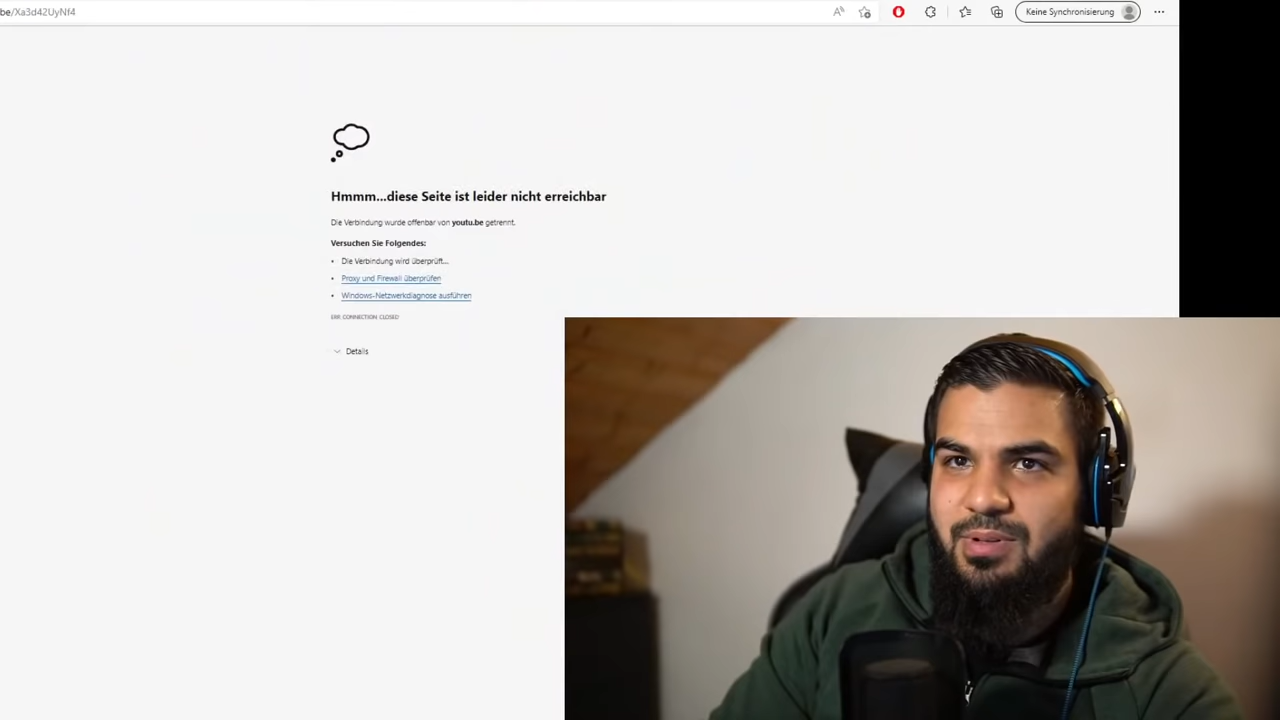 be/Xa3d42UyNf4
Keine Synchronisierung
Hmmm...diese Seite ist leider nicht erreichbar
Die Verbindung wurde offenbar von youtu.be getrennt.
Versuchen Sie Folgendes:
• Die Verbindung wird überprüft...
• Proxy und Firewall überprüfen
• Windows-Netzwerkdiagnose ausführen
ERR_CONNECTION_CLOSED
Details